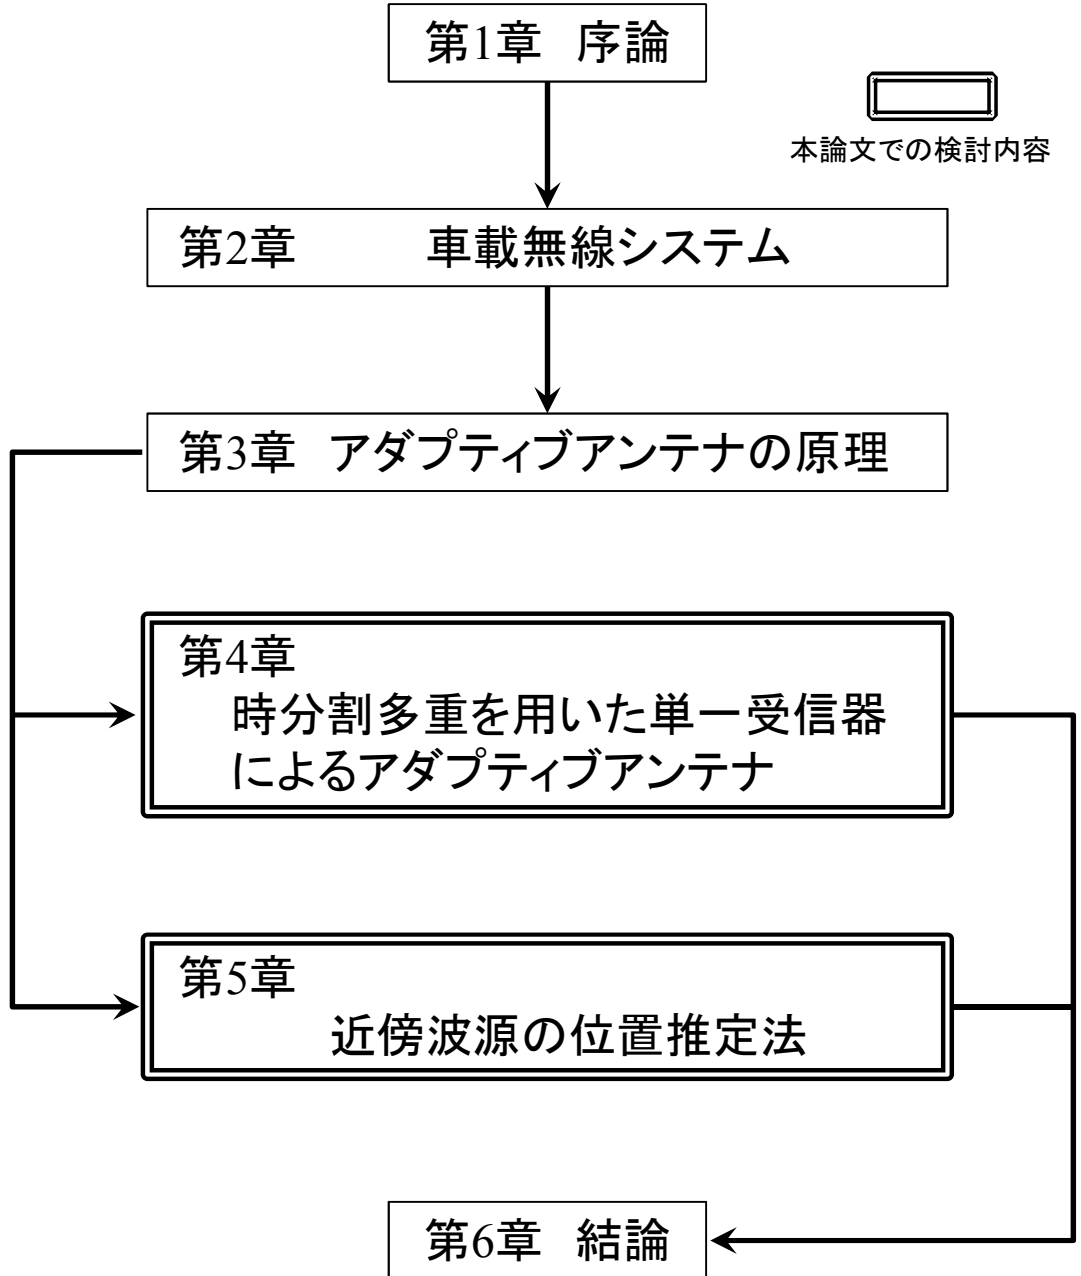 第1章 序論
本論文での検討内容
第2章 車載無線システム
第3章 アダプティブアンテナの原理
第4章
時分割多重を用いた単一受信器
によるアダプティブアンテナ
第5章
近傍波源の位置推定法
第6章 結論